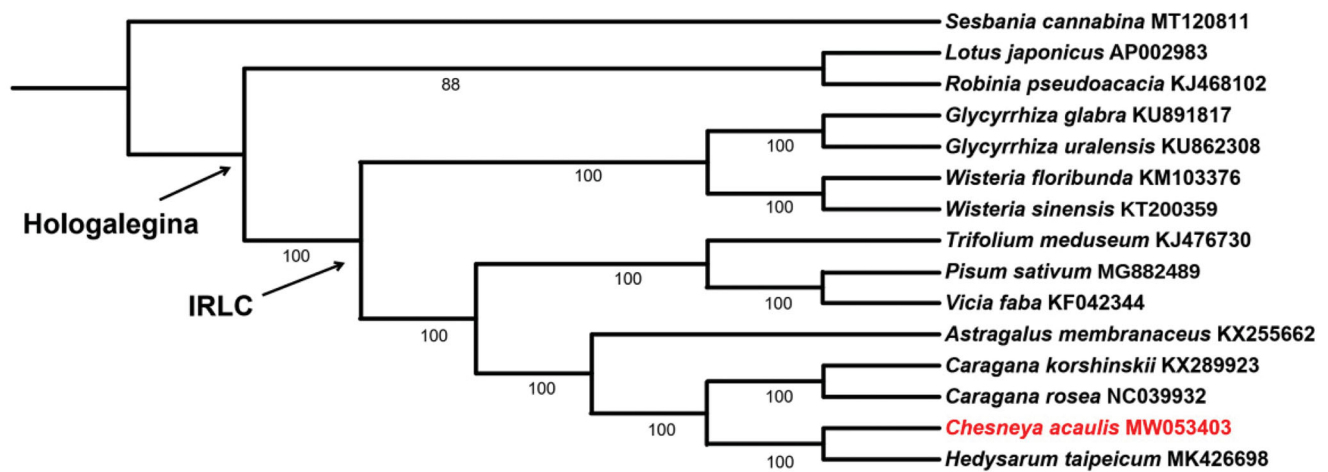 Sesbania cannabina MT120811
Lotus japonicus AP002983
88
Robinia pseudoacacia KJ468102
Glycyrrhiza glabra KU891817
100
Glycyrrhiza uralensis KU862308
100
Wisteria floribunda KM103376
100
Wisteria sinensis KT200359
Hologalegina
100
Trifolium meduseum KJ476730
100
Pisum sativum MG882489
100
Vicia faba KF042344
IRLC
100
Astragalus membranaceus KX255662
100
Caragana korshinskii KX289923
100
Caragana rosea NC039932
100
Chesneya acaulis MW053403
100
Hedysarum taipeicum MK426698